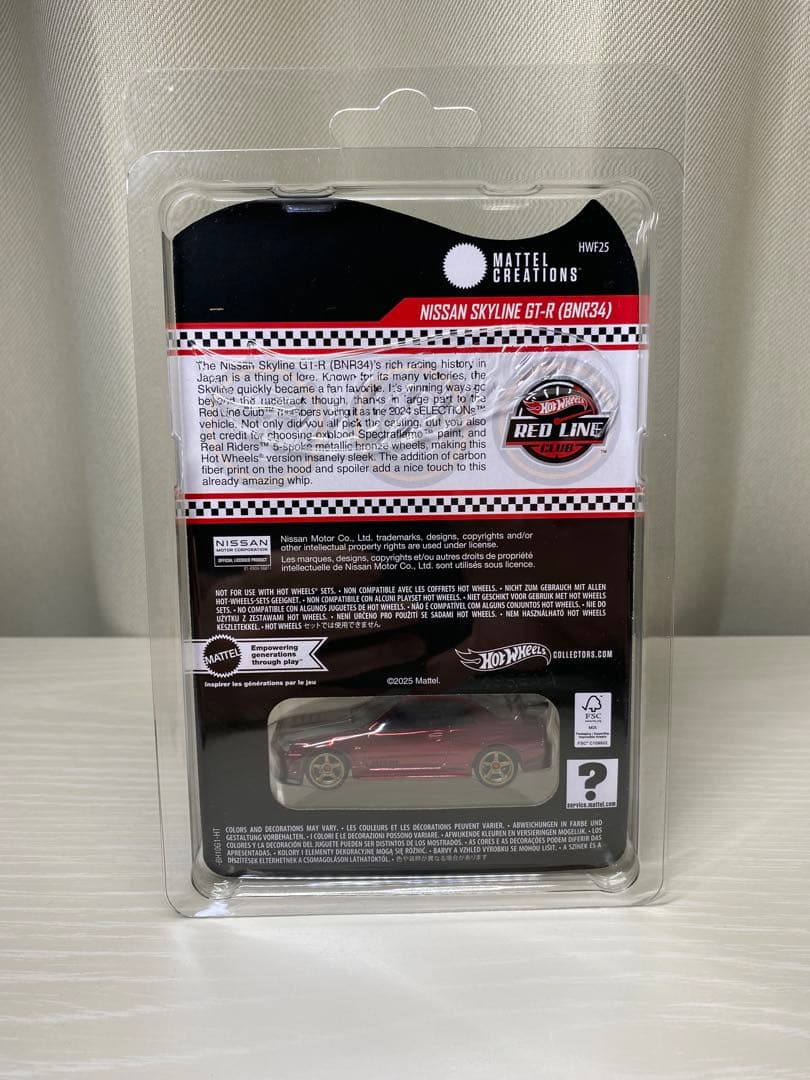 HWF25
MATTEL
CREATIONS™
NISSAN SKYLINE GT-R (BNR34)
The Nissan Skyline GT-R (BNR34)'s rich racing history in
Japan is a thing of lore. Known for its many victories, the
Skyline quickly became a fan favorite. It's winning ways go
beyond the racetrack though, thanks in large part to the
Red Line Club™ members voting it as the 2024 sELECTIONs™
vehicle. Not only did you all pick the casting, but you also
get credit for choosing oxblood Spectraflame™ paint, and
Real Riders™ 5-spoke metallic bronze wheels, making this
Hot Wheels® version insanely sleek. The addition of carbon
fiber print on the hood and spoiler add a nice touch to this
already amazing whip.
Hot Wheels
RED LINE
CLUB™
NISSAN
MOTOR CORPORATION
OFFICIAL LICENSED PRODUCT
Nissan Motor Co., Ltd. trademarks, designs, copyrights and/or
other intellectual property rights are used under license.
Les marques, designs, copyrights et/ou autres droits de propriété
intellectuelle de Nissan Motor Co., Ltd. sont utilisés sous license.
NOT FOR USE WITH HOT WHEELS® SETS. • NON COMPATIBLE AVEC LES COFFRETS HOT WHEELS. • NICHT ZUM GEBRAUCH MIT ALLEN
HOT-WHEELS-SETS GEEIGNET. • NON COMPATIBILE CON ALCUNI PLAYSET HOT WHEELS. • NIET GESCHIKT VOOR GEBRUIK MET HOT WHEELS
SETS. • NO COMPATIBLE CON ALGUNOS JUGUETES DE HOT WHEELS. • NÃO É COMPATÍVEL COM ALGUNS CONJUNTOS HOT WHEELS. • NIE DO
UŻYTKU Z ZESTAWAMI HOT WHEELS. • NENÍ URČENO PRO POUŽITÍ SE SADAMI HOT WHEELS. • NEM HASZNÁLHATÓ HOT WHEELS
KÉSZLETEKKEL. • HOT WHEELS セットでは使用できません
MATTEL
Empowering
generations
through play™
Inspirer les générations par le jeu
Hot Wheels COLLECTORS.COM
©2025 Mattel.
FSC
MIX
?
service.mattel.com
-BH1061-HT
COLORS AND DECORATIONS MAY VARY. • LES COULEURS ET LES DÉCORATIONS PEUVENT VARIER. • ABWEICHUNGEN IN FARBE UND
GESTALTUNG VORBEHALTEN. • I COLORI E LE DECORAZIONI POSSONO VARIARE. • AFWIJKENDE KLEUREN EN VERSIERINGEN MOGELIJK. • LOS
COLORES Y LA DECORACIÓN DEL JUGUETE PUEDEN SER DISTINTOS DE LOS MOSTRADOS. • AS CORES E AS DECORAÇÕES PODEM DIFERIR DAS
APRESENTADAS. • KOLORY I ELEMENTY DEKORACYJNE MOGĄ SIĘ RÓŻNIĆ. • BARVY A VZHLED VÝROBKU SE MOHOU LIŠIT. • A SZÍNEK ÉS A
DÍSZÍTÉSEK ELTÉRHETNEK A CSOMAGOLÁSON LÁTHATÓKTÓL. • 色や装飾が異なる場合があります